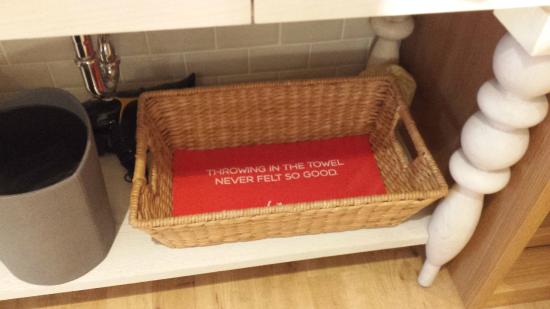 THROWING IN THE TOWEL
NEVER FELT SO GOOD.